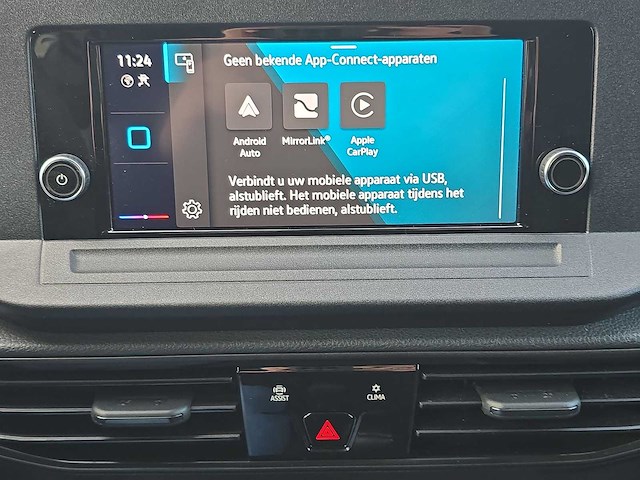 11:24
Geen bekende App-Connect-apparaten
Android
Auto
MirrorLink®
Apple
CarPlay
Verbindt u uw mobiele apparaat via USB,
alstublieft. Het mobiele apparaat tijdens het
rijden niet bedienen, alstublieft.
ASSIST
CLIMA